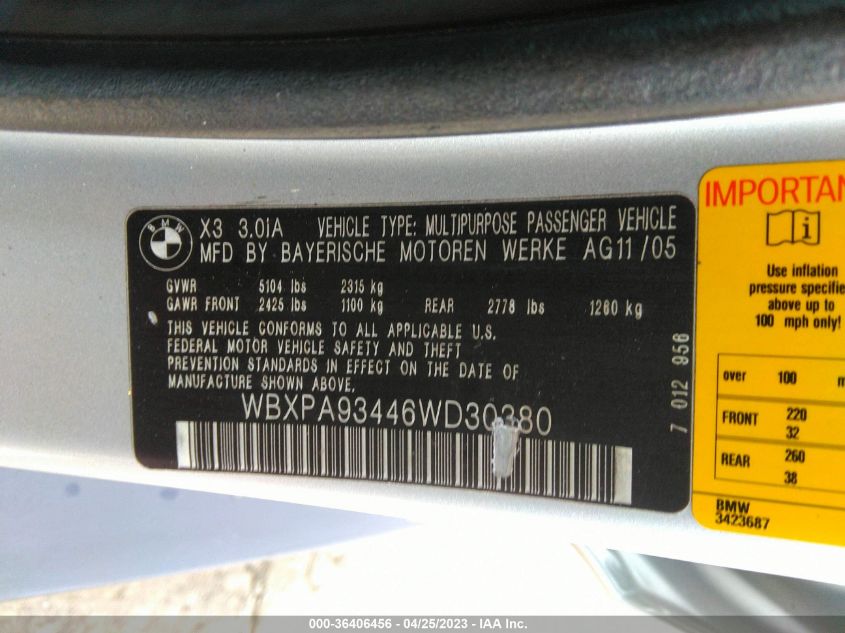 BMW
X3 3.0iA VEHICLE TYPE: MULTIPURPOSE PASSENGER VEHICLE
MFD BY BAYERISCHE MOTOREN WERKE AG 11/05
GVWR 5104 lbs 2315 kg
GAWR FRONT 2425 lbs 1100 kg REAR 2778 lbs 1260 kg
THIS VEHICLE CONFORMS TO ALL APPLICABLE U.S.
FEDERAL MOTOR VEHICLE SAFETY AND THEFT
PREVENTION STANDARDS IN EFFECT ON THE DATE OF
MANUFACTURE SHOWN ABOVE.
WBXPA93446WD30380
7 012 956
IMPORTAN
i
Use inflation
pressure specifie
above up to
100 mph only!
over 100 m
FRONT 220
32
REAR 260
38
BMW
3423687
000-36406456 - 04/25/2023 - IAA Inc.